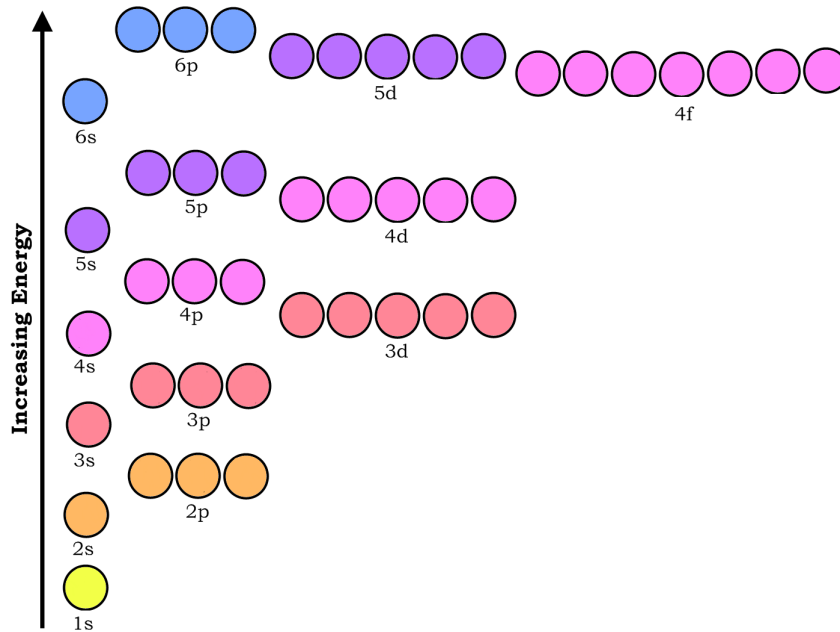 6p
5d
4f
6s
5p
4d
5s
4p
3d
4s
3p
3s
2p
2s
1s
Increasing Energy